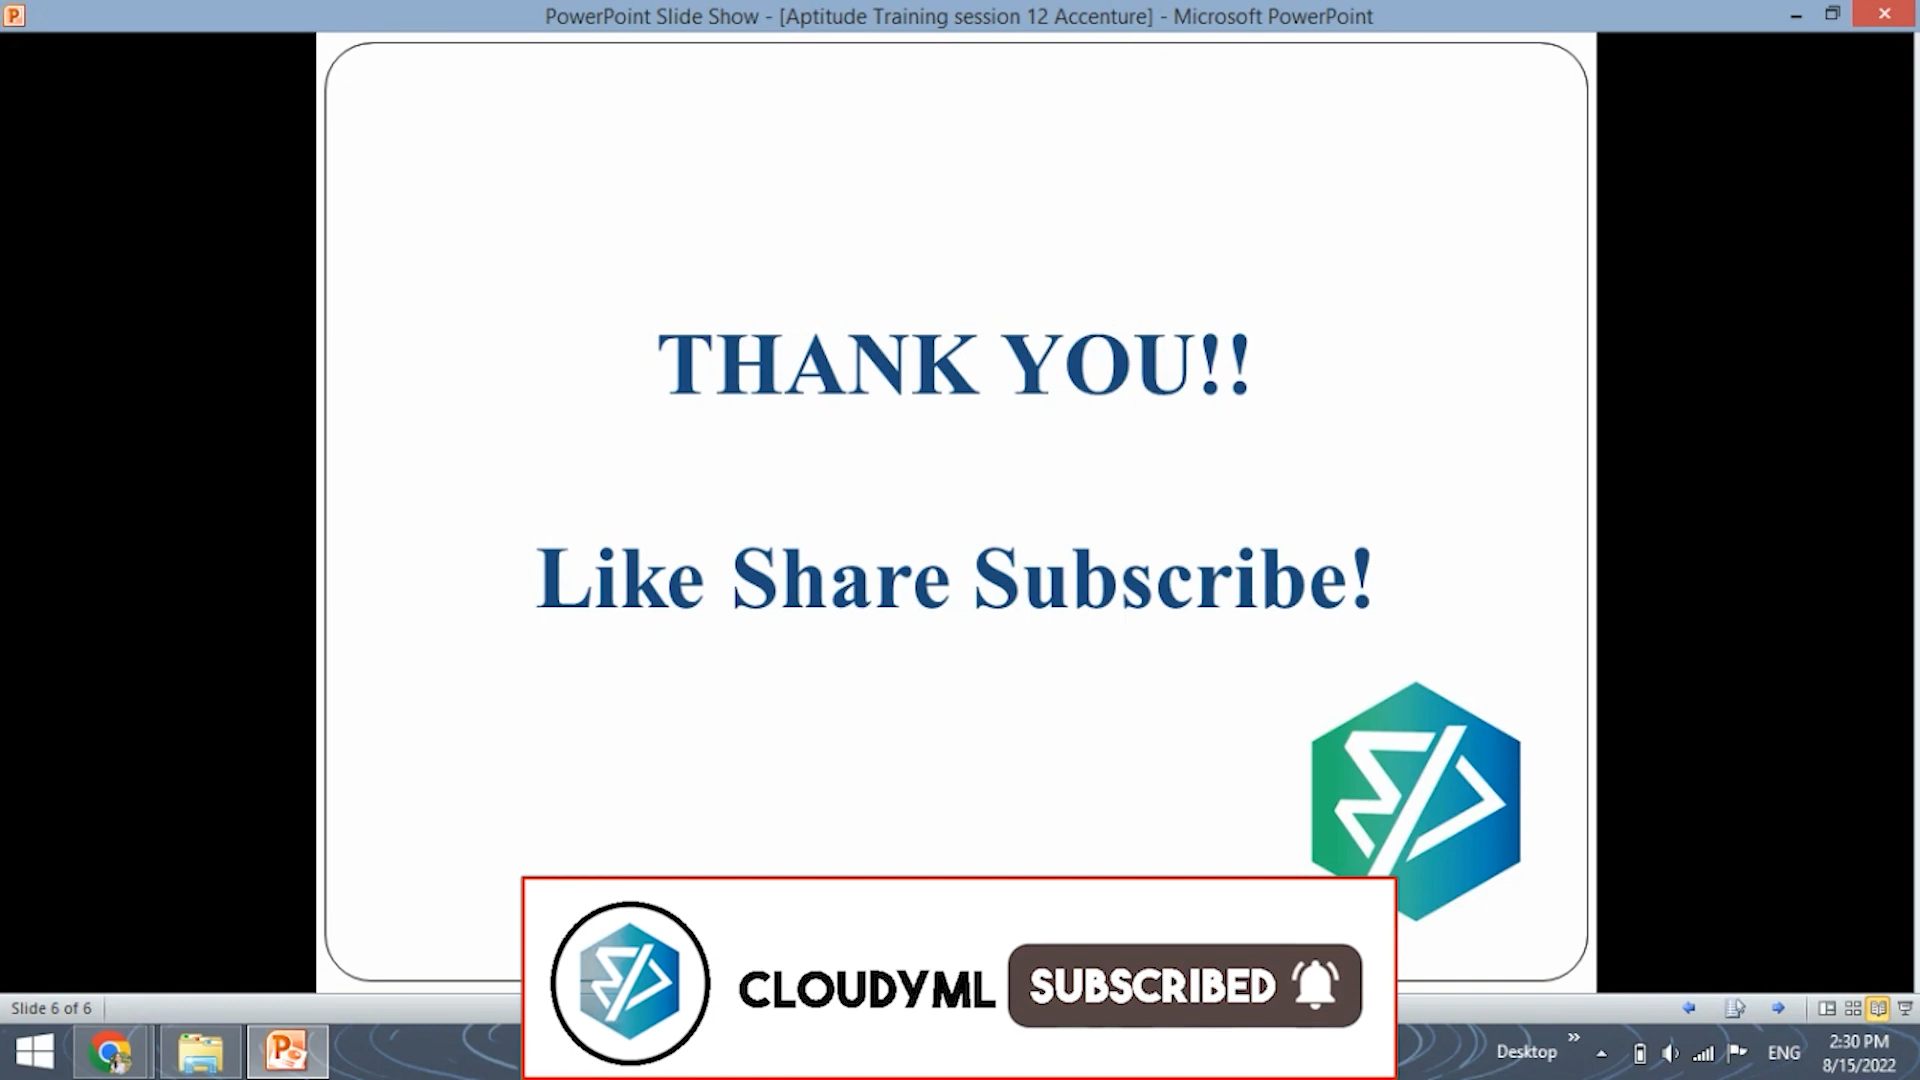 PowerPoint Slide Show - [Aptitude Training session 12 Accenture] - Microsoft PowerPoint
THANK YOU!!
Like Share Subscribe!
CLOUDYML SUBSCRIBED
Slide 6 of 6
Desktop
ENG
2:30 PM
8/15/2022